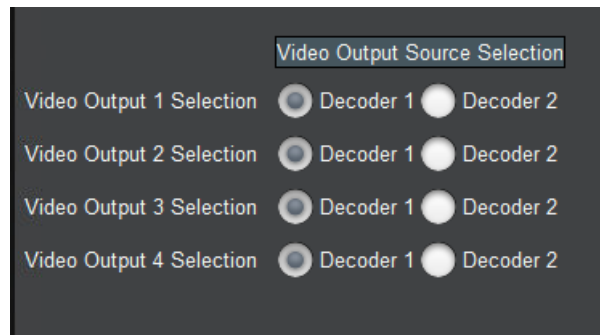 Video Output Source Selection
Video Output 1 Selection Decoder 1 Decoder 2
Video Output 2 Selection Decoder 1 Decoder 2
Video Output 3 Selection Decoder 1 Decoder 2
Video Output 4 Selection Decoder 1 Decoder 2